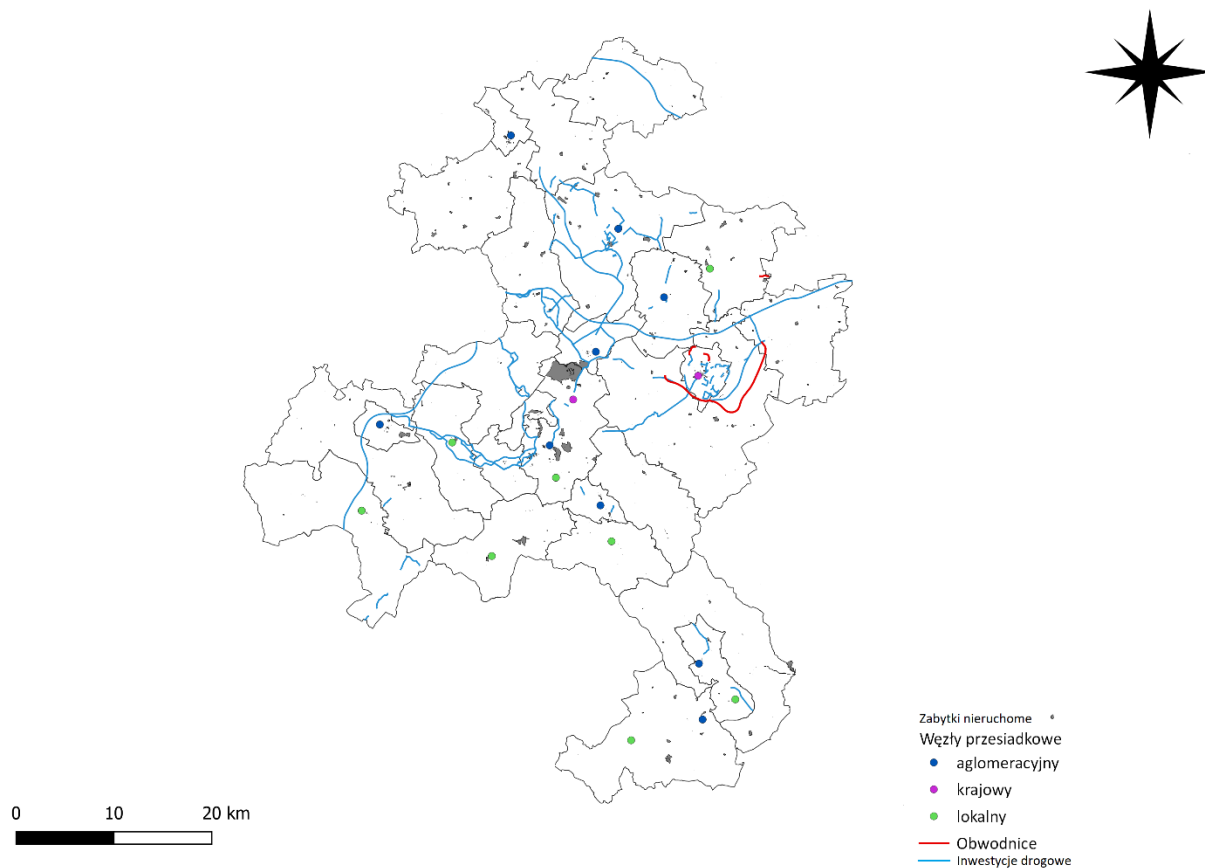 Zabytki nieruchome
Węzły przesiadkowe
aglomeracyjny
krajowy
lokalny
Obwodnice
Inwestycje drogowe
0 10 20 km